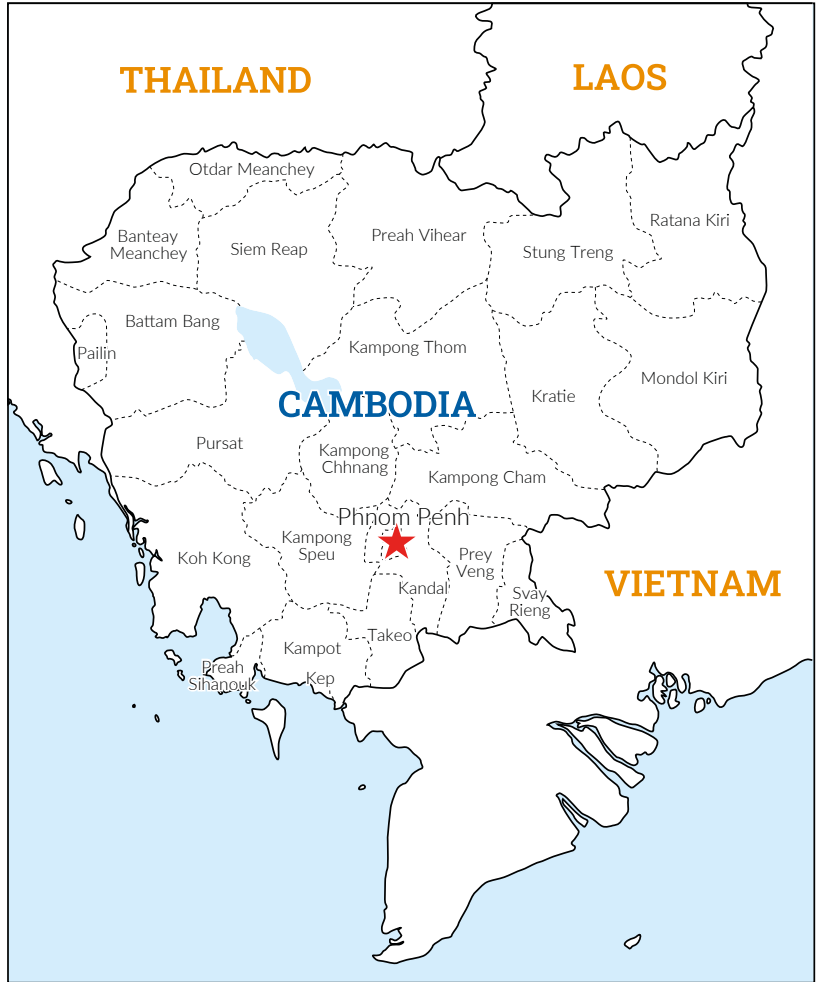 THAILAND
LAOS
Otdar Meanchey
Banteay
Meanchey
Siem Reap
Preah Vihear
Stung Treng
Ratana Kiri
Battam Bang
Pailin
Kampong Thom
Kratie
Mondol Kiri
CAMBODIA
Pursat
Kampong
Chhnang
Kampong Cham
Phnom Penh
Koh Kong
Kampong
Speu
Prey
Veng
Kandal
Svay
Rieng
VIETNAM
Takeo
Kampot
Preah
Sihanouk
Kep